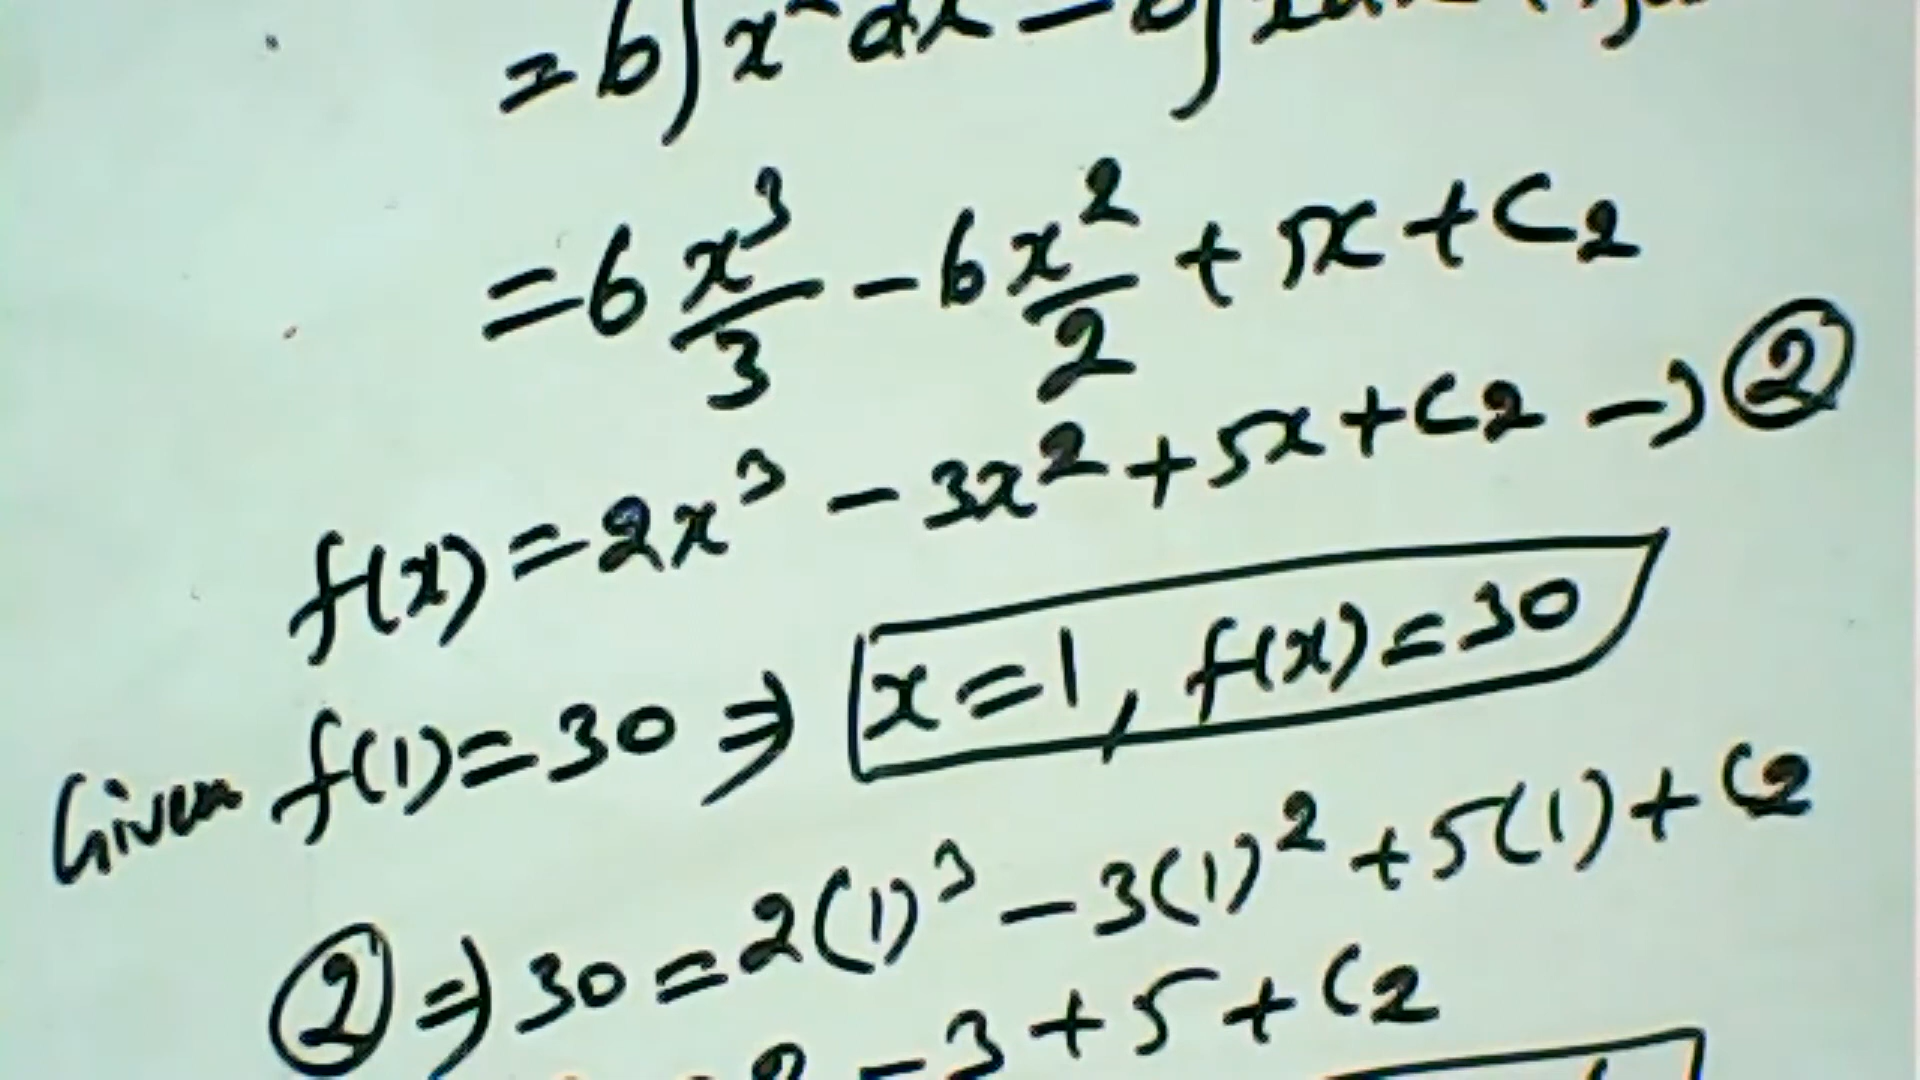 = 6∫x² dx - 6∫x dx
= 6 x³/3 - 6 x²/2 + 5x + C₂
f(x) = 2x³ - 3x² + 5x + C₂ → ②
Given f(1) = 30 ⇒ x = 1, f(x) = 30
② ⇒ 30 = 2(1)³ - 3(1)² + 5(1) + C₂
2 - 3 + 5 + C₂